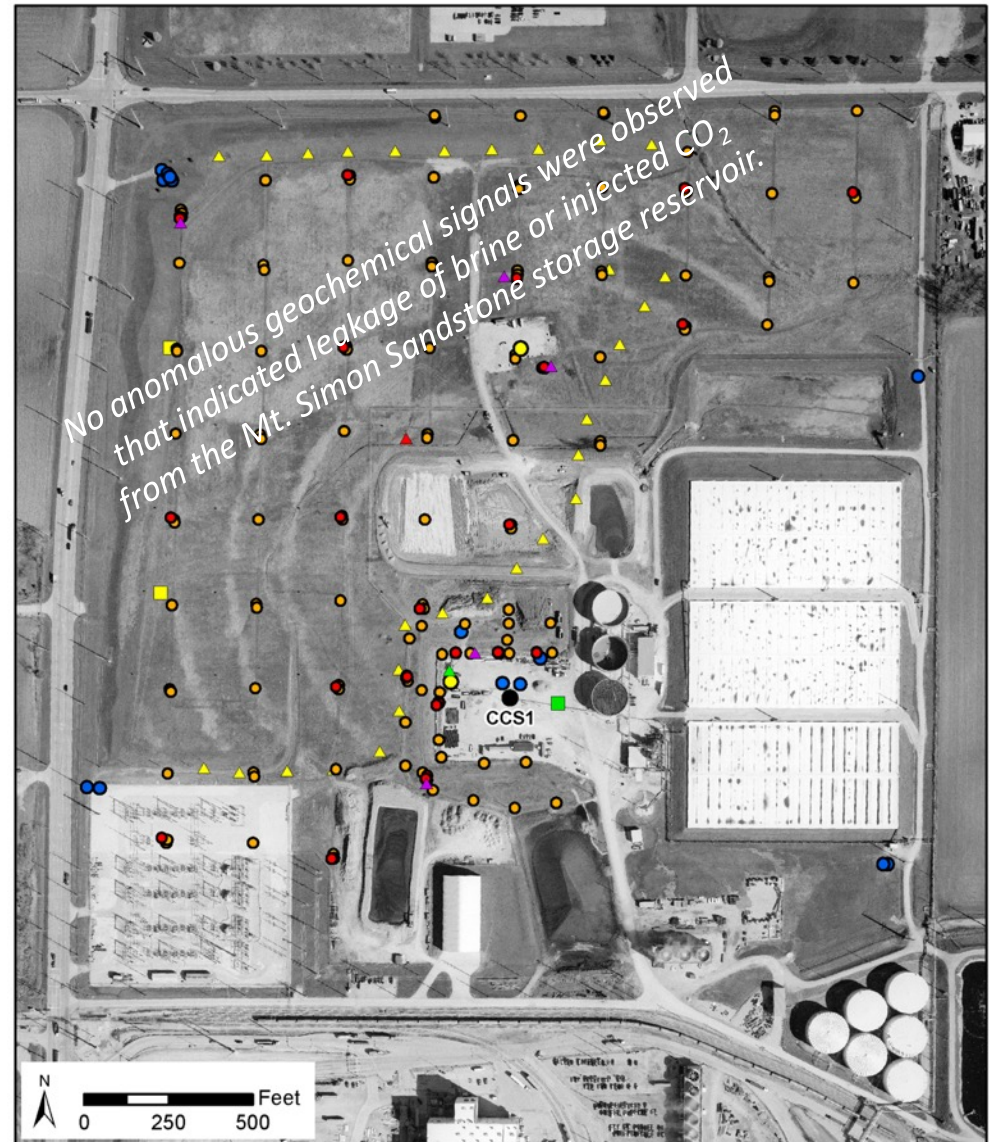 No anomalous geochemical signals were observed
that indicated leakage of brine or injected CO₂
from the Mt. Simon Sandstone storage reservoir.
CCS1
N
Feet
0 250 500